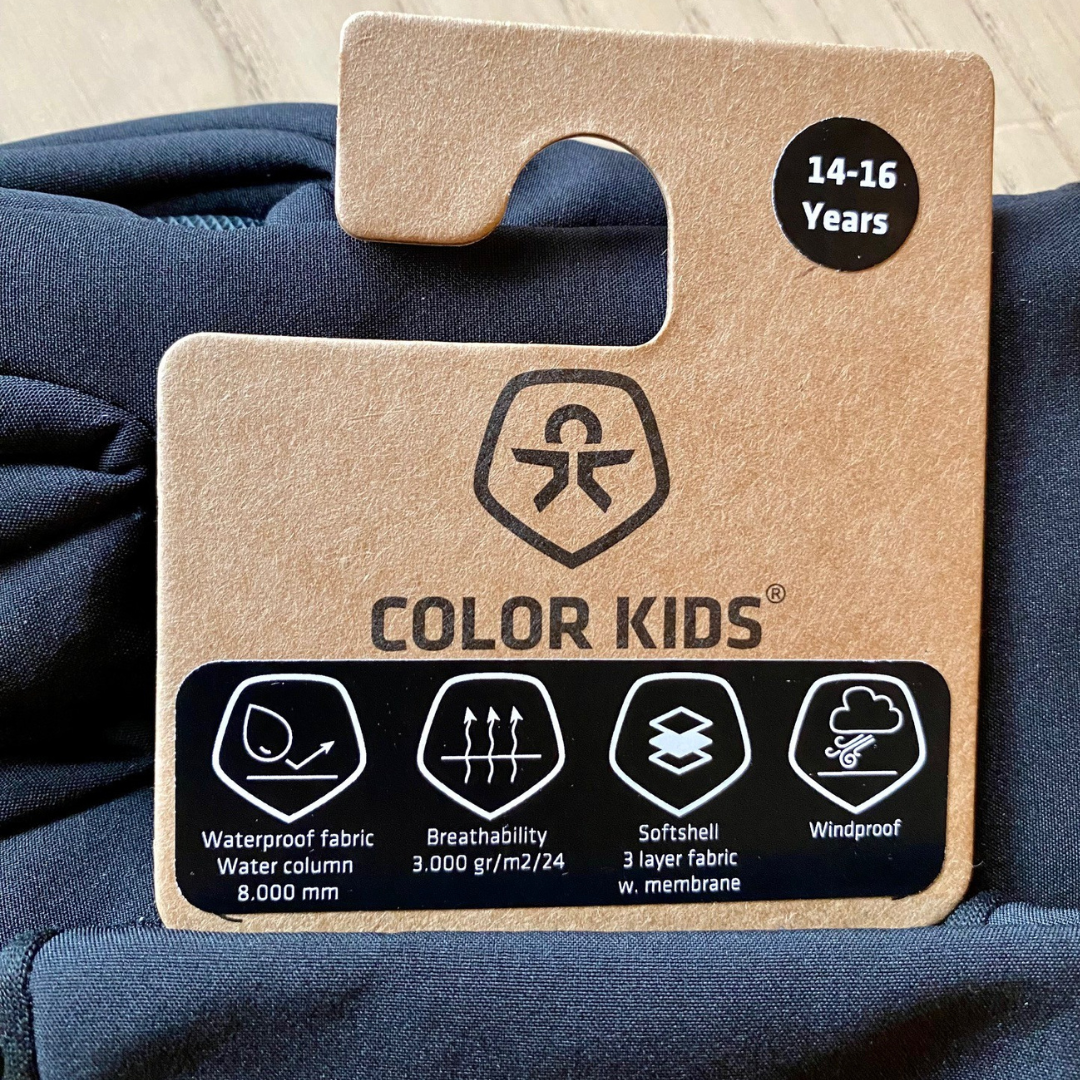 14-16
Years
COLOR KIDS®
Waterproof fabric
Water column
8.000 mm
Breathability
3.000 gr/m2/24
Softshell
3 layer fabric
w. membrane
Windproof